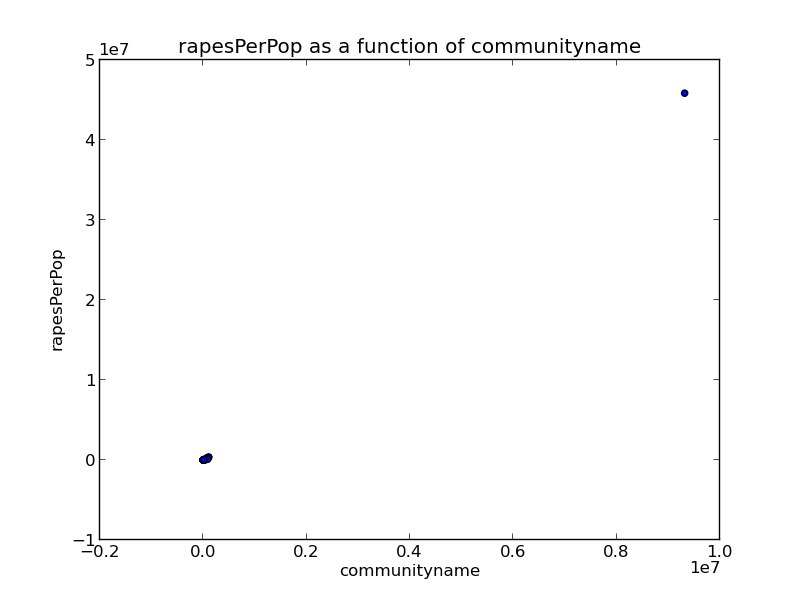 rapesPerPop as a function of communityname
1e7
5
4
3
2
1
0
−1
rapesPerPop
−0.2 0.0 0.2 0.4 0.6 0.8 1.0
1e7
communityname